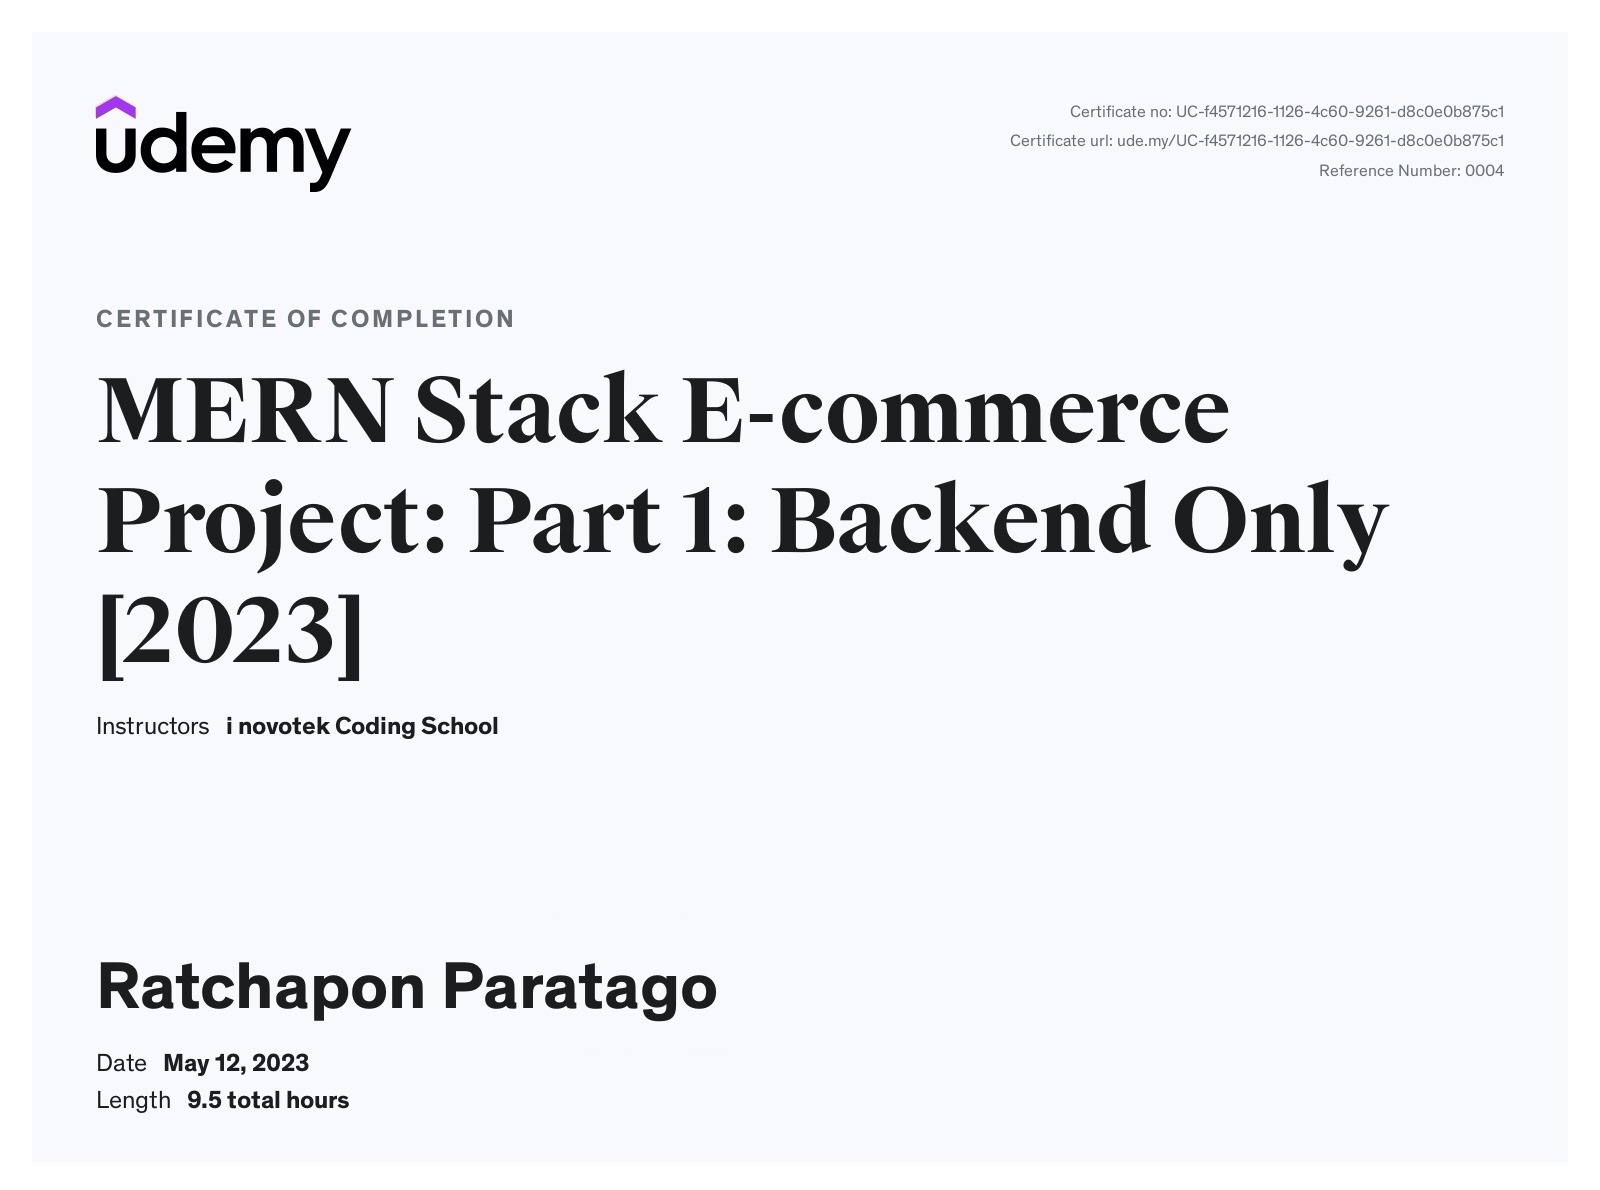 udemy
Certificate no: UC-f4571216-1126-4c60-9261-d8c0e0b875c1
Certificate url: ude.my/UC-f4571216-1126-4c60-9261-d8c0e0b875c1
Reference Number: 0004
CERTIFICATE OF COMPLETION
MERN Stack E-commerce
Project: Part 1: Backend Only
[2023]
Instructors i novotek Coding School
Ratchapon Paratago
Date May 12, 2023
Length 9.5 total hours